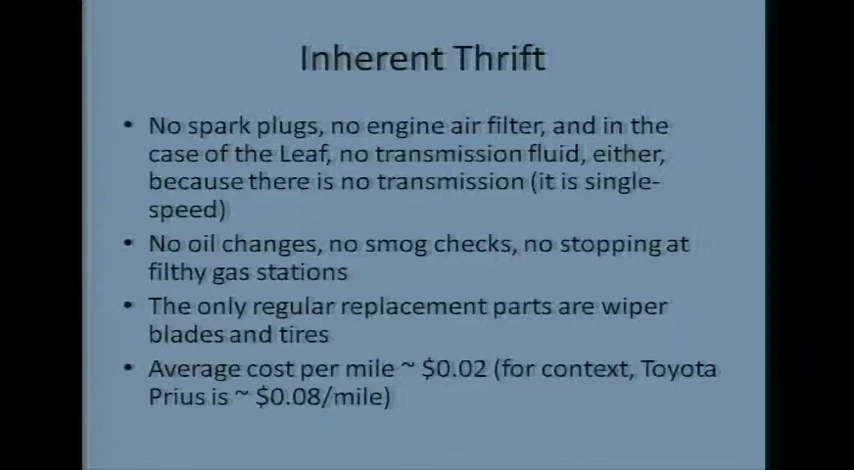 Inherent Thrift
• No spark plugs, no engine air filter, and in the
case of the Leaf, no transmission fluid, either,
because there is no transmission (it is single-
speed)
• No oil changes, no smog checks, no stopping at
filthy gas stations
• The only regular replacement parts are wiper
blades and tires
• Average cost per mile ~ $0.02 (for context, Toyota
Prius is ~ $0.08/mile)